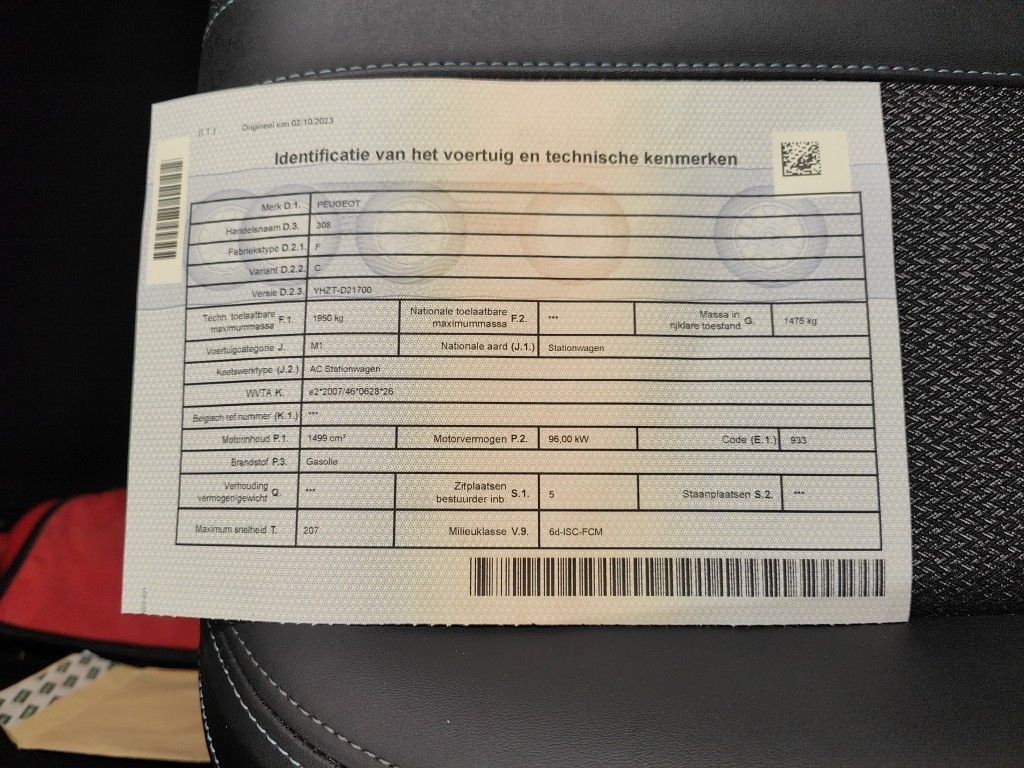 (I.T.) Origineel van 02/10/2023
Identificatie van het voertuig en technische kenmerken
Merk D.1. PEUGEOT
Handelsnaam D.3. 308
Fabriekstype D.2.1. F
Variant D.2.2. C
Versie D.2.3. YHZT-D21700
Techn. toelaatbare maximummassa F.1. 1950 kg Nationale toelaatbare maximummassa F.2. *** Massa in rijklare toestand G. 1475 kg
Voertuigcategorie J. M1 Nationale aard (J.1.) Stationwagen
Koetswerktype (J.2.) AC Stationwagen
WVTA K. e2*2007/46*0628*26
Belgisch ref.nummer (K.1.) ***
Motorinhoud P.1. 1499 cm³ Motorvermogen P.2. 96,00 kW Code (E.1.) 933
Brandstof P.3. Gasolie
Verhouding vermogen/gewicht Q. *** Zitplaatsen bestuurder inb. S.1. 5 Staanplaatsen S.2. ***
Maximum snelheid T. 207 Milieuklasse V.9. 6d-ISC-FCM